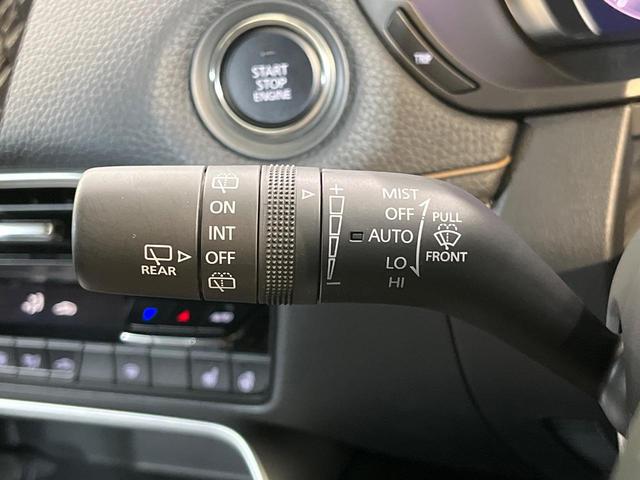 START
STOP
ENGINE
TRIP
REAR
ON
INT
OFF
MIST
OFF
AUTO
LO
HI
PULL
FRONT